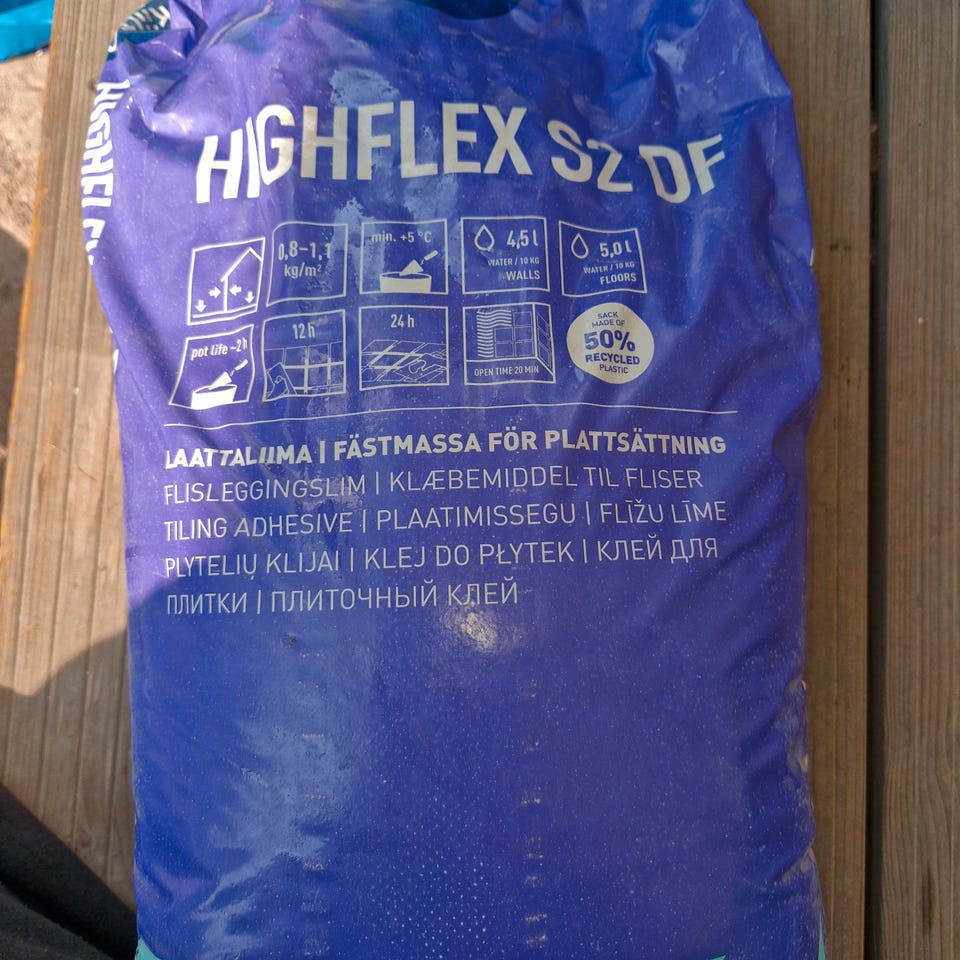 HIGHFLEX S2 DF
0,8–1,1
kg/m²
min. +5 °C
4,5 l
WATER / 10 KG
WALLS
5,0 l
WATER / 10 KG
FLOORS
pot life ~2 h
12 h
24 h
OPEN TIME 20 MIN
SACK
MADE OF
50%
RECYCLED
PLASTIC
LAATTALIIMA | FÄSTMASSA FÖR PLATTSÄTTNING
FLISLEGGINGSLIM | KLÆBEMIDDEL TIL FLISER
TILING ADHESIVE | PLAATIMISSEGU | FLĪŽU LĪME
PLYTELIŲ KLIJAI | KLEJ DO PŁYTEK | КЛЕЙ ДЛЯ
ПЛИТКИ | ПЛИТОЧНЫЙ КЛЕЙ